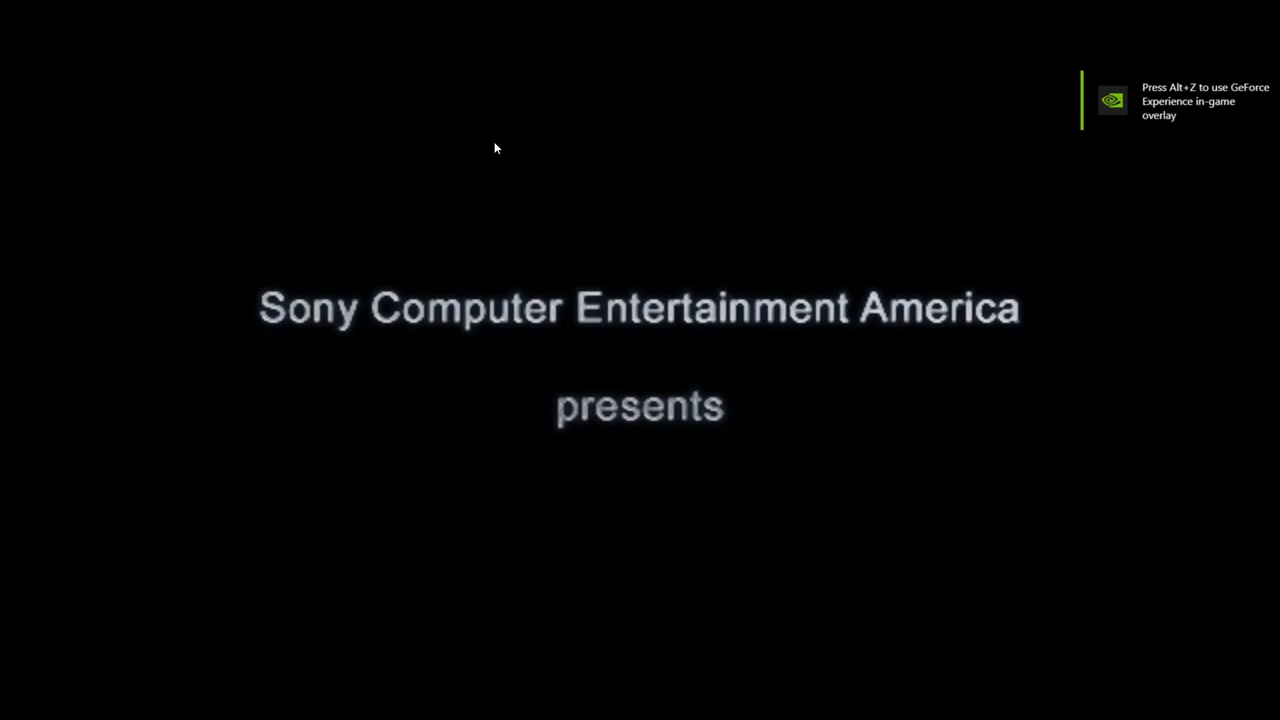 Press Alt+Z to use GeForce
Experience in-game
overlay
Sony Computer Entertainment America
presents